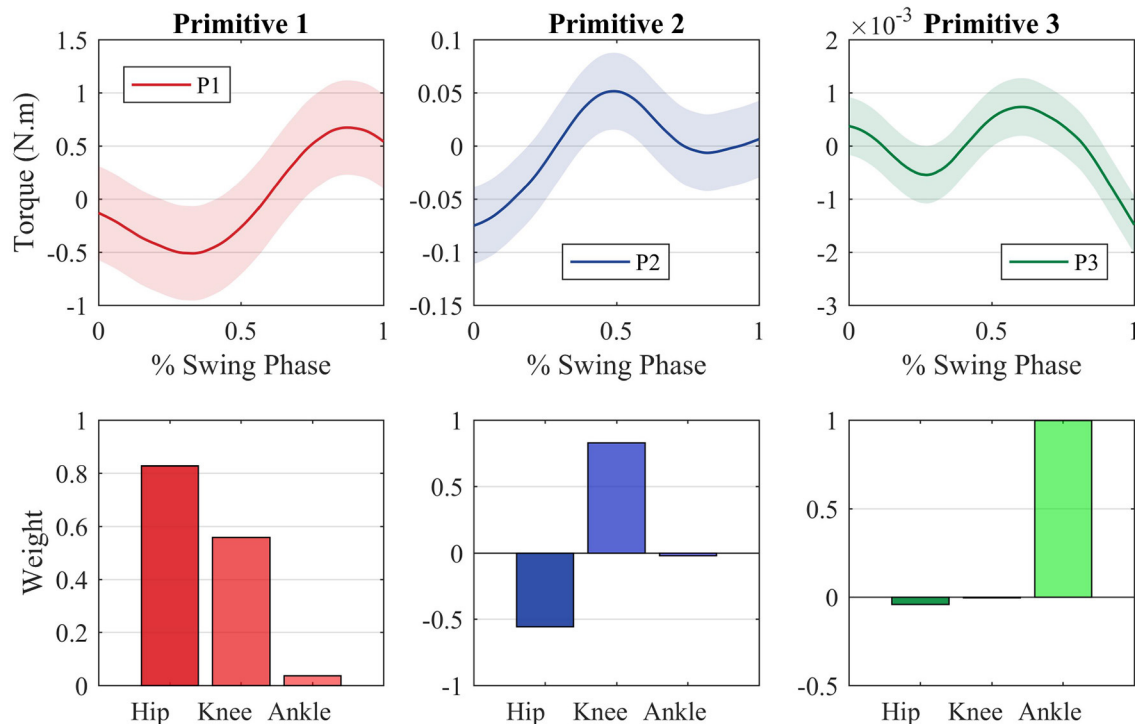 Primitive 1
Primitive 2
×10⁻³ Primitive 3
Torque (N.m)
1.5
1
0.5
0
-0.5
-1
P1
0 0.5 1
% Swing Phase
0.1
0.05
0
-0.05
-0.1
-0.15
P2
0 0.5 1
% Swing Phase
2
1
0
-1
-2
-3
P3
0 0.5 1
% Swing Phase
Weight
1
0.8
0.6
0.4
0.2
0
Hip Knee Ankle
1
0.5
0
-0.5
-1
Hip Knee Ankle
1
0.5
0
-0.5
Hip Knee Ankle